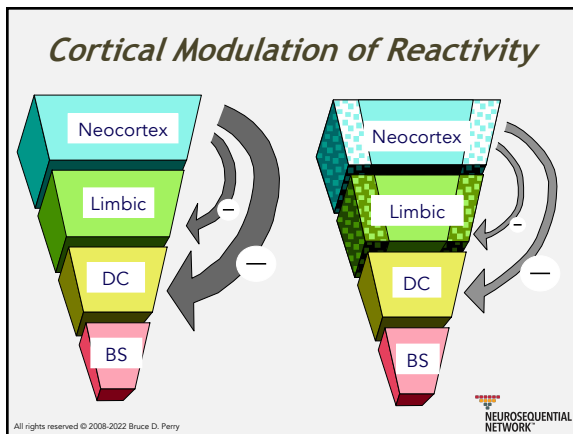 Cortical Modulation of Reactivity
Neocortex
Limbic
–
DC
—
BS
Neocortex
Limbic
–
DC
—
BS
All rights reserved © 2008-2022 Bruce D. Perry
NEUROSEQUENTIAL
NETWORK™